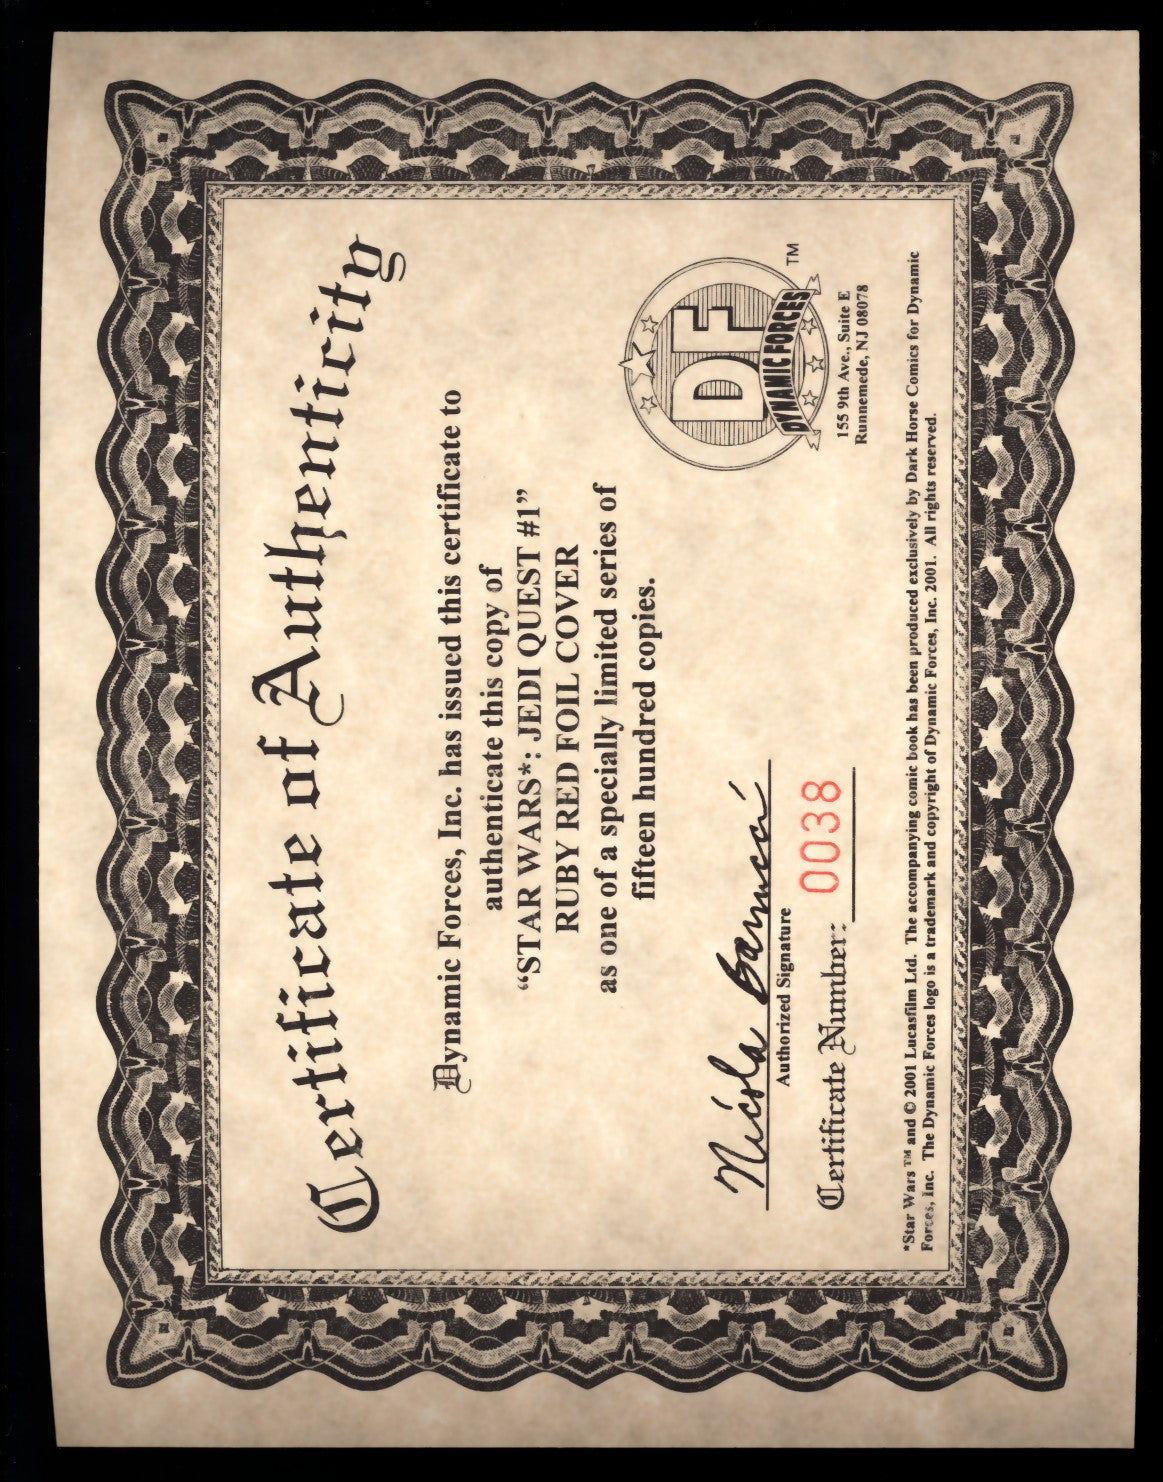 Certificate of Authenticity
Dynamic Forces, Inc. has issued this certificate to
authenticate this copy of
“STAR WARS*: JEDI QUEST #1”
RUBY RED FOIL COVER
as one of a specially limited series of
fifteen hundred copies.
Authorized Signature
Certificate Number: 0038
DF
DYNAMIC FORCES
TM
155 9th Ave., Suite E
Runnemede, NJ 08078
*Star Wars ™ and © 2001 Lucasfilm Ltd. The accompanying comic book has been produced exclusively by Dark Horse Comics for Dynamic
Forces, Inc. The Dynamic Forces logo is a trademark and copyright of Dynamic Forces, Inc. 2001. All rights reserved.